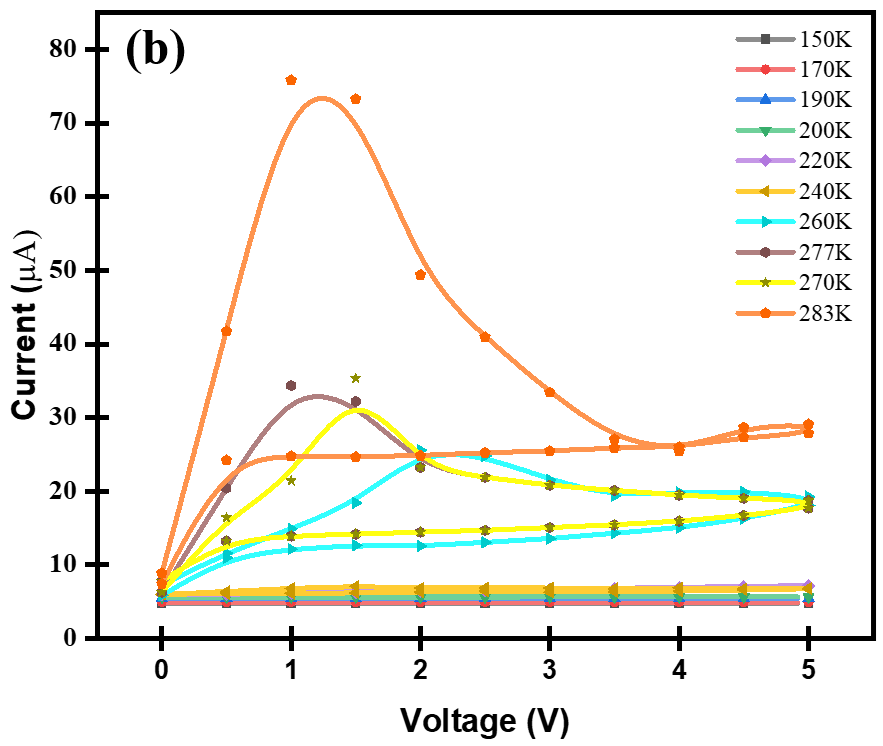 (b)
150K
170K
190K
200K
220K
240K
260K
277K
270K
283K
80
70
60
50
40
30
20
10
0
Current (μA)
0 1 2 3 4 5
Voltage (V)